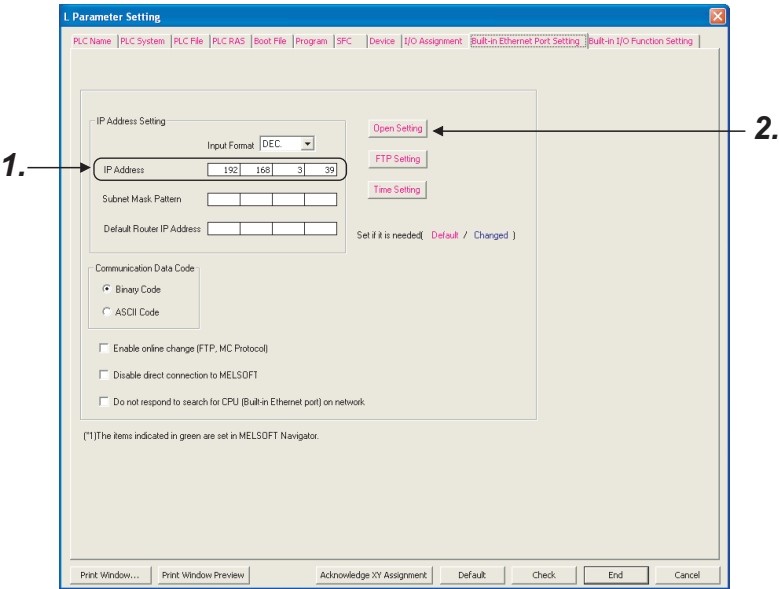 L Parameter Setting
PLC Name PLC System PLC File PLC RAS Boot File Program SFC Device I/O Assignment Built-in Ethernet Port Setting Built-in I/O Function Setting
IP Address Setting
Input Format DEC.
IP Address 192 168 3 39
Subnet Mask Pattern
Default Router IP Address
Open Setting
FTP Setting
Time Setting
Set if it is needed( Default / Changed )
1.
2.
Communication Data Code
Binary Code
ASCII Code
Enable online change (FTP, MC Protocol)
Disable direct connection to MELSOFT
Do not respond to search for CPU (Built-in Ethernet port) on network
(*1)The items indicated in green are set in MELSOFT Navigator.
Print Window... Print Window Preview Acknowledge XY Assignment Default Check End Cancel